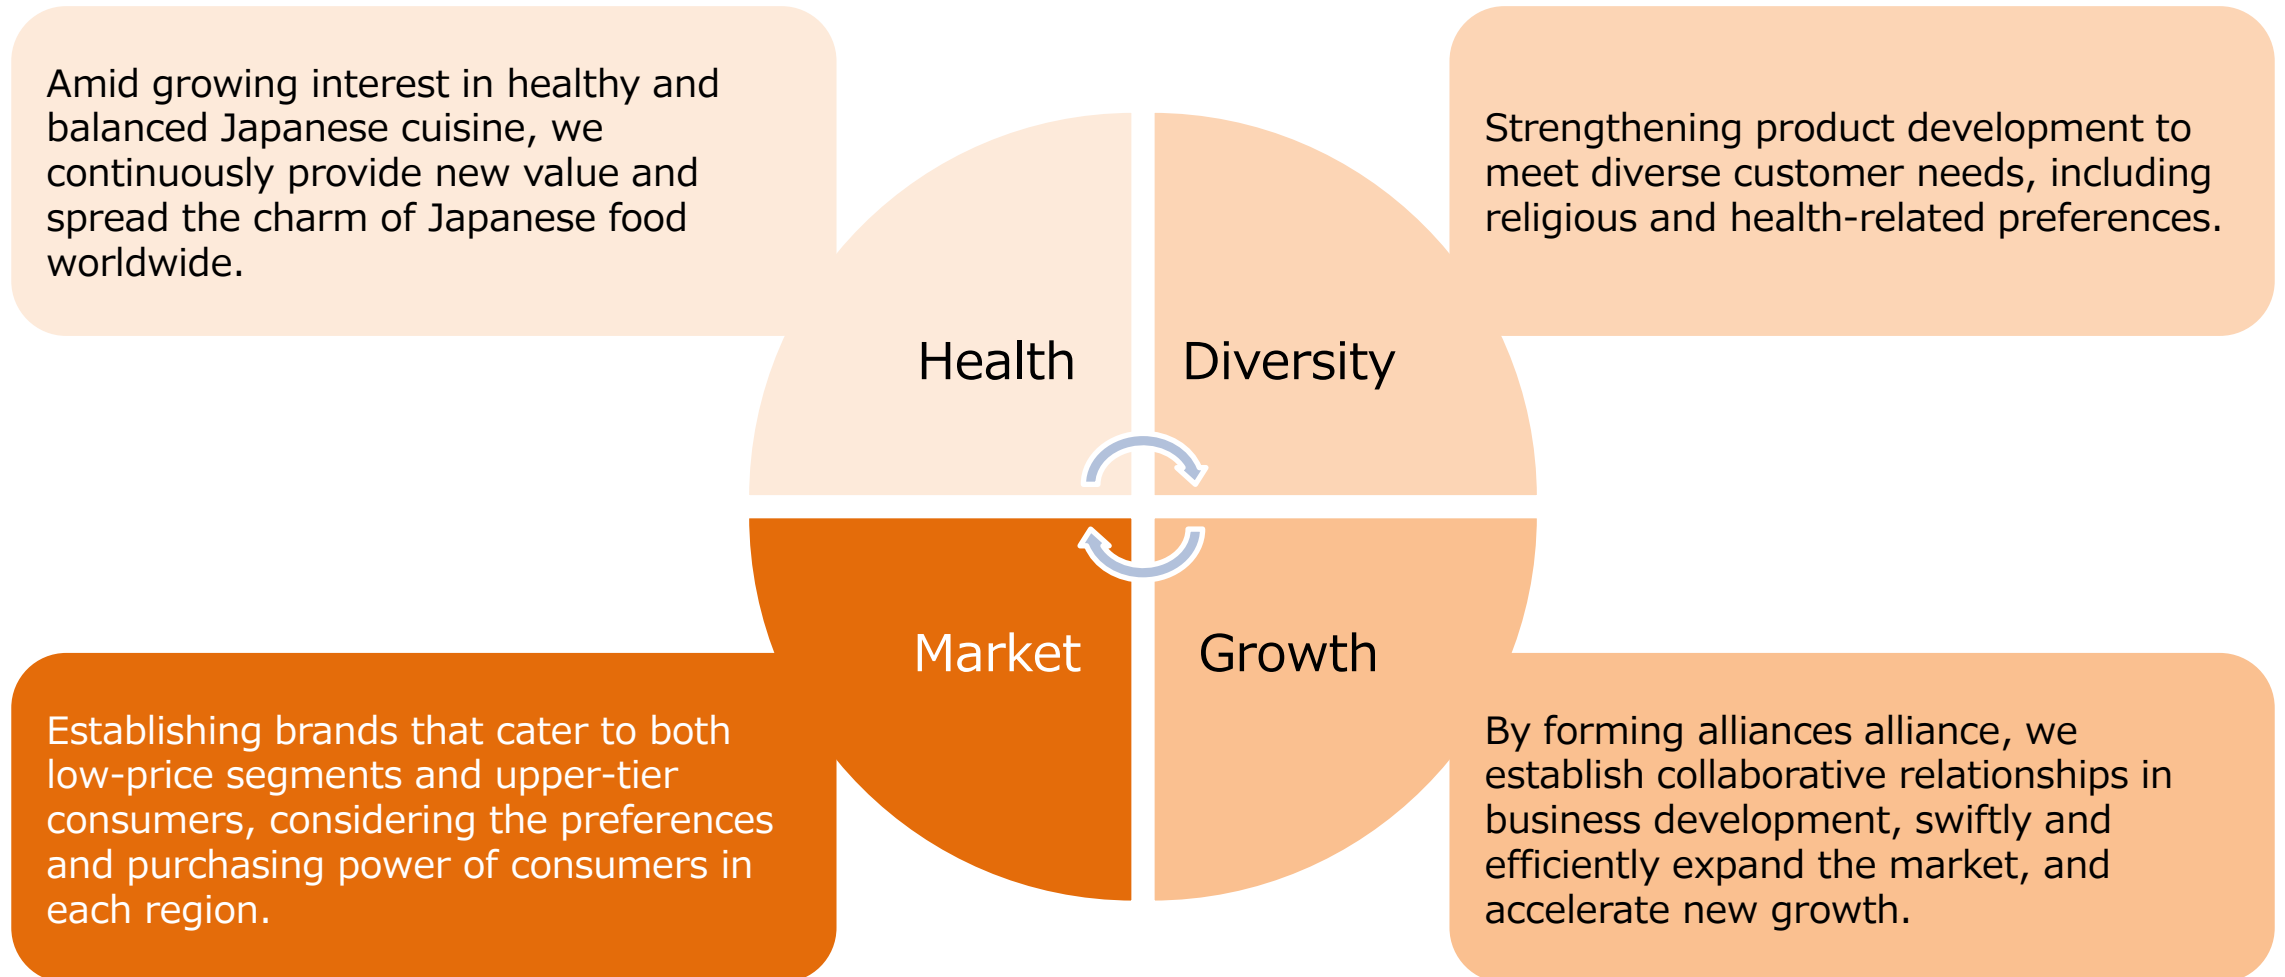 Amid growing interest in healthy and
balanced Japanese cuisine, we
continuously provide new value and
spread the charm of Japanese food
worldwide.
Strengthening product development to
meet diverse customer needs, including
religious and health-related preferences.
Health
Diversity
Market
Growth
Establishing brands that cater to both
low-price segments and upper-tier
consumers, considering the preferences
and purchasing power of consumers in
each region.
By forming alliances alliance, we
establish collaborative relationships in
business development, swiftly and
efficiently expand the market, and
accelerate new growth.